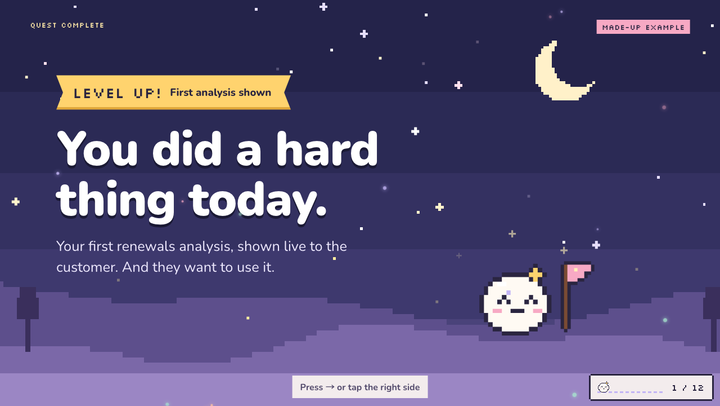 QUEST COMPLETE
MADE-UP EXAMPLE
LEVEL UP! First analysis shown
You did a hard
thing today.
Your first renewals analysis, shown live to the
customer. And they want to use it.
Press → or tap the right side
1 / 12